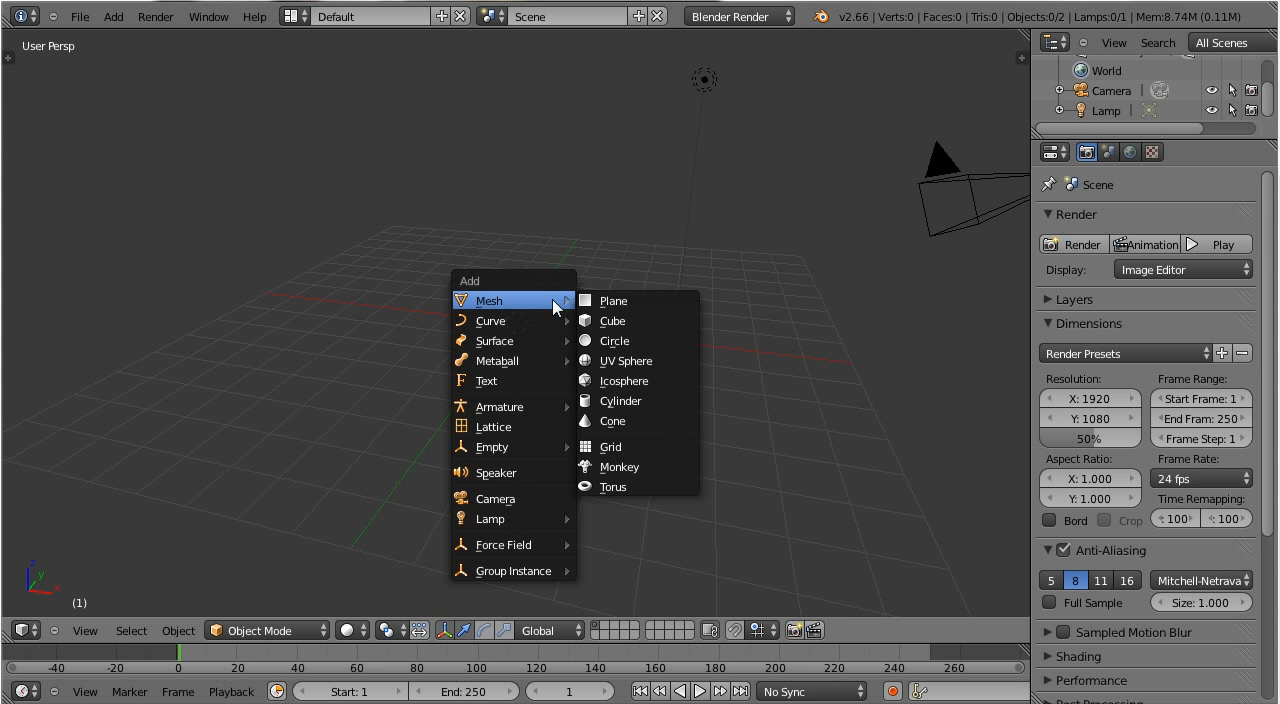 File Add Render Window Help Default Scene Blender Render v2.66 | Verts:0 | Faces:0 | Tris:0 | Objects:0/2 | Lamps:0/1 | Mem:8.74M (0.11M)
User Persp
View Search All Scenes
World
Camera
Lamp
Scene
Render
Render Animation Play
Display: Image Editor
Layers
Dimensions
Render Presets
Resolution: Frame Range:
X: 1920 Start Frame: 1
Y: 1080 End Fram: 250
50% Frame Step: 1
Aspect Ratio: Frame Rate:
X: 1.000 24 fps
Y: 1.000 Time Remapping:
Bord Crop : 100 : 100
Anti-Aliasing
5 8 11 16 Mitchell-Netrava
Full Sample Size: 1.000
Sampled Motion Blur
Shading
Performance
Add
Mesh
Curve
Surface
Metaball
Text
Armature
Lattice
Empty
Speaker
Camera
Lamp
Force Field
Group Instance
Plane
Cube
Circle
UV Sphere
Icosphere
Cylinder
Cone
Grid
Monkey
Torus
z
y
x
(1)
View Select Object Object Mode Global
-40 -20 0 20 40 60 80 100 120 140 160 180 200 220 240 260
View Marker Frame Playback Start: 1 End: 250 1 No Sync